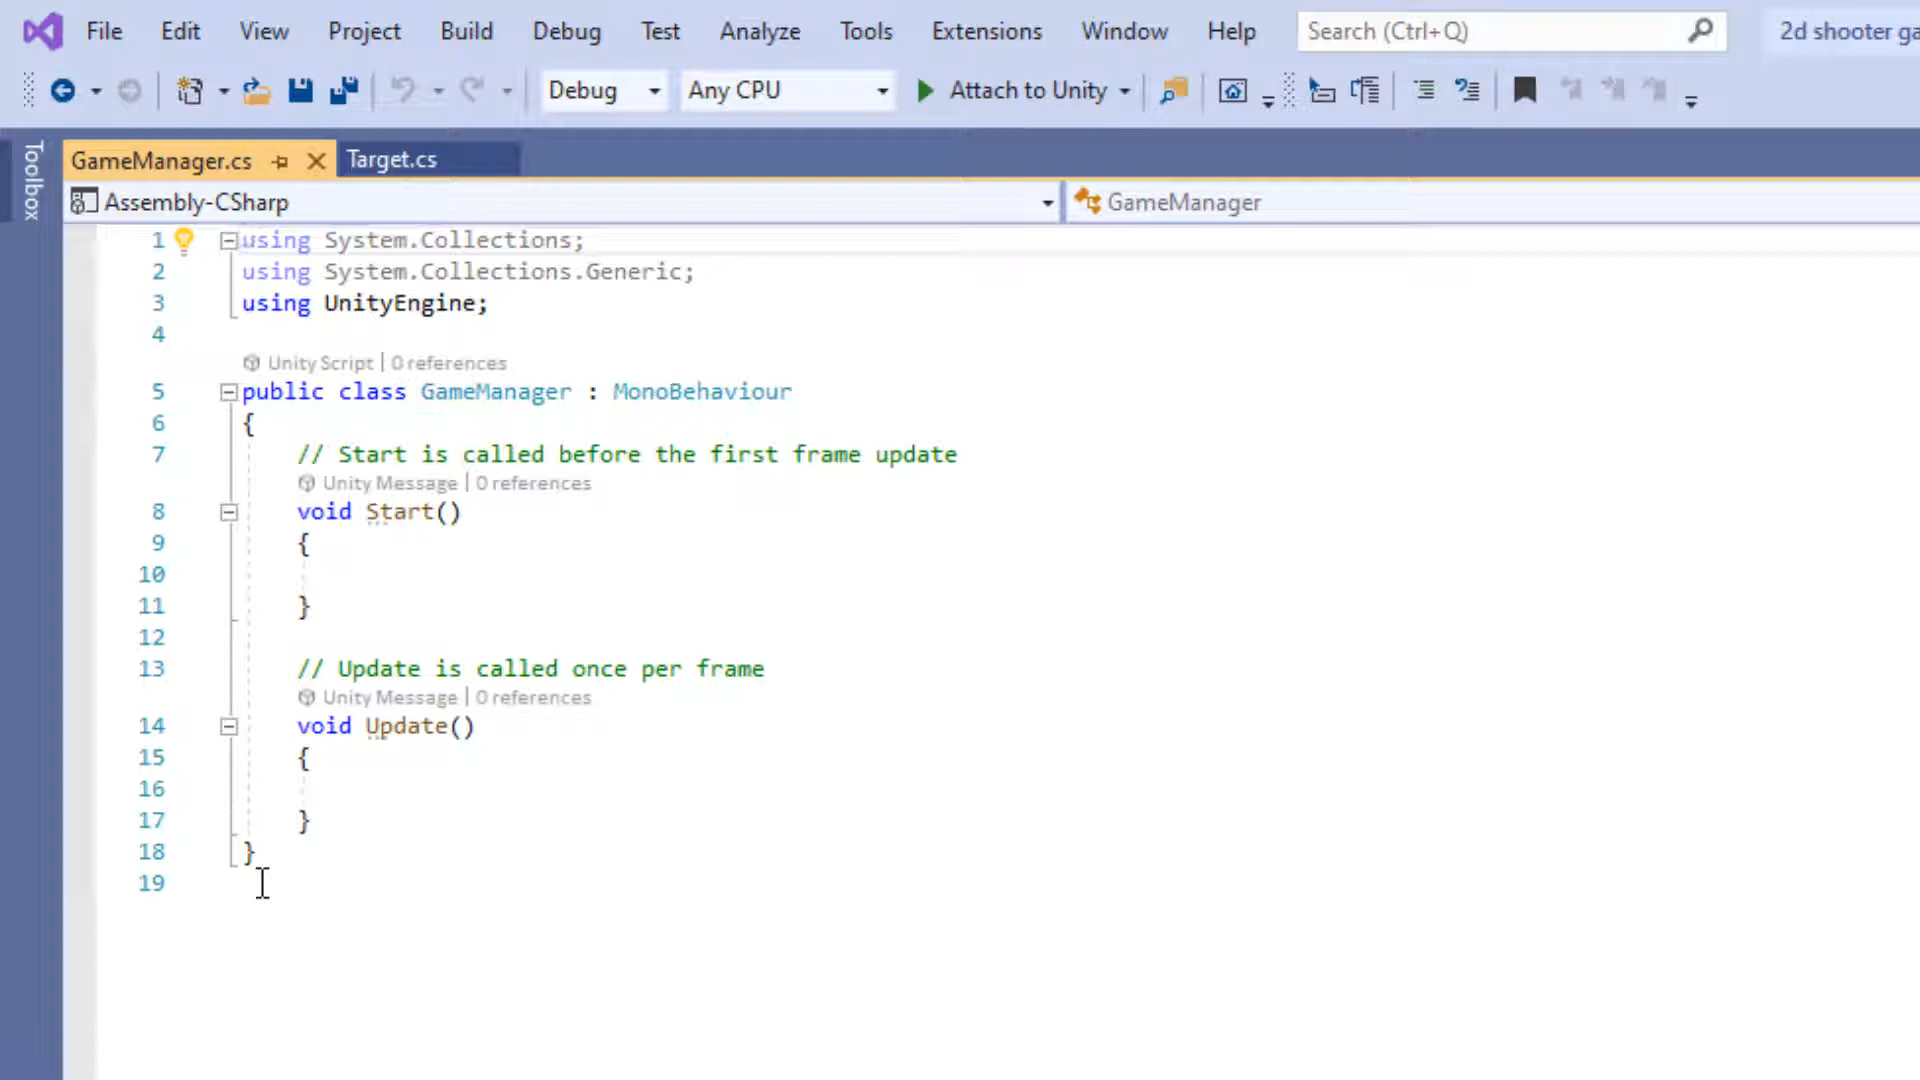 File Edit View Project Build Debug Test Analyze Tools Extensions Window Help Search (Ctrl+Q) 2d shooter
Debug Any CPU Attach to Unity
Toolbox
GameManager.cs Target.cs
Assembly-CSharp GameManager
1 using System.Collections;
2 using System.Collections.Generic;
3 using UnityEngine;
4
Unity Script | 0 references
5 public class GameManager : MonoBehaviour
6 {
7 // Start is called before the first frame update
Unity Message | 0 references
8 void Start()
9 {
10
11 }
12
13 // Update is called once per frame
Unity Message | 0 references
14 void Update()
15 {
16
17 }
18 }
19